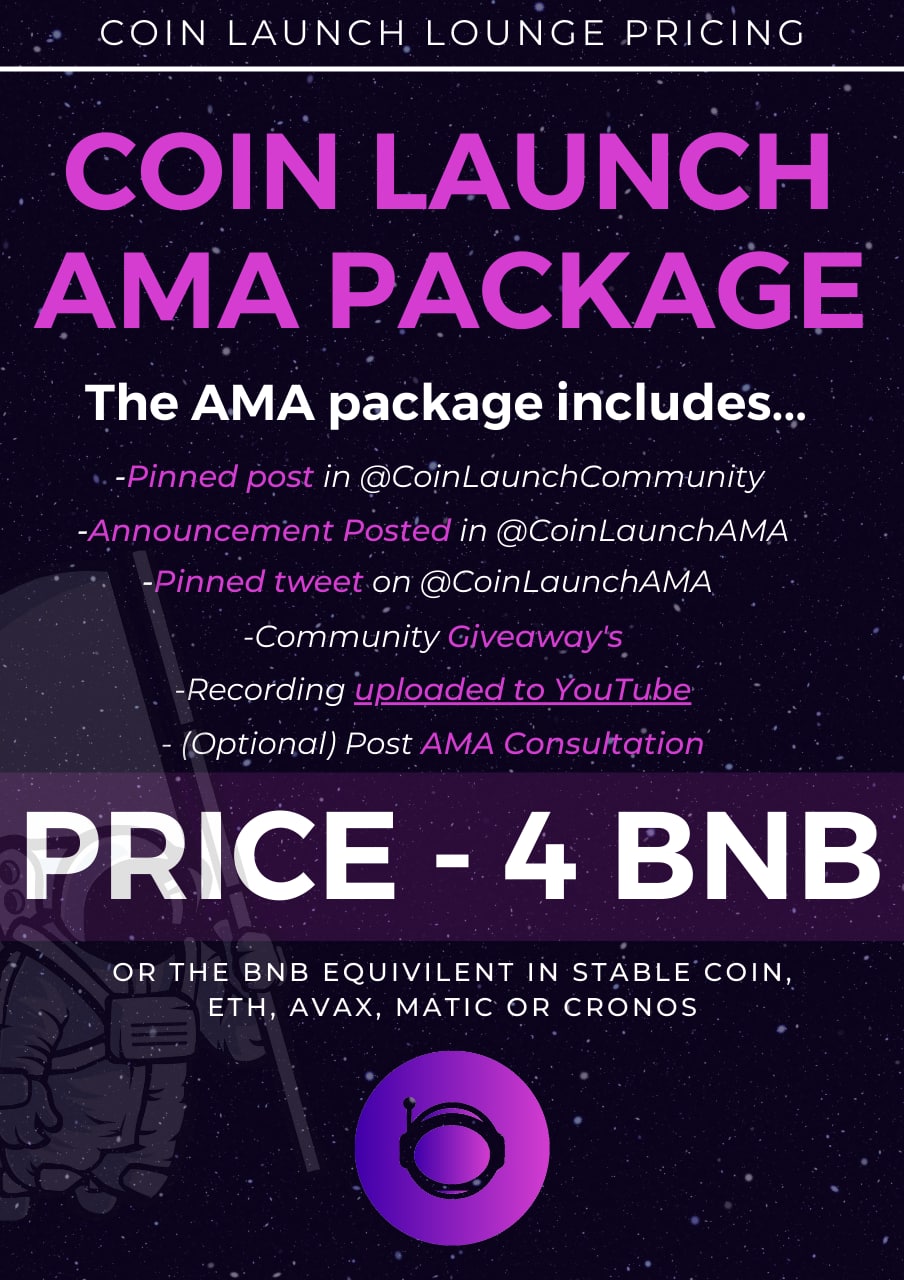 COIN LAUNCH LOUNGE PRICING
COIN LAUNCH
AMA PACKAGE
The AMA package includes...
-Pinned post in @CoinLaunchCommunity
-Announcement Posted in @CoinLaunchAMA
-Pinned tweet on @CoinLaunchAMA
-Community Giveaway's
-Recording uploaded to YouTube
- (Optional) Post AMA Consultation
PRICE - 4 BNB
OR THE BNB EQUIVILENT IN STABLE COIN,
ETH, AVAX, MATIC OR CRONOS